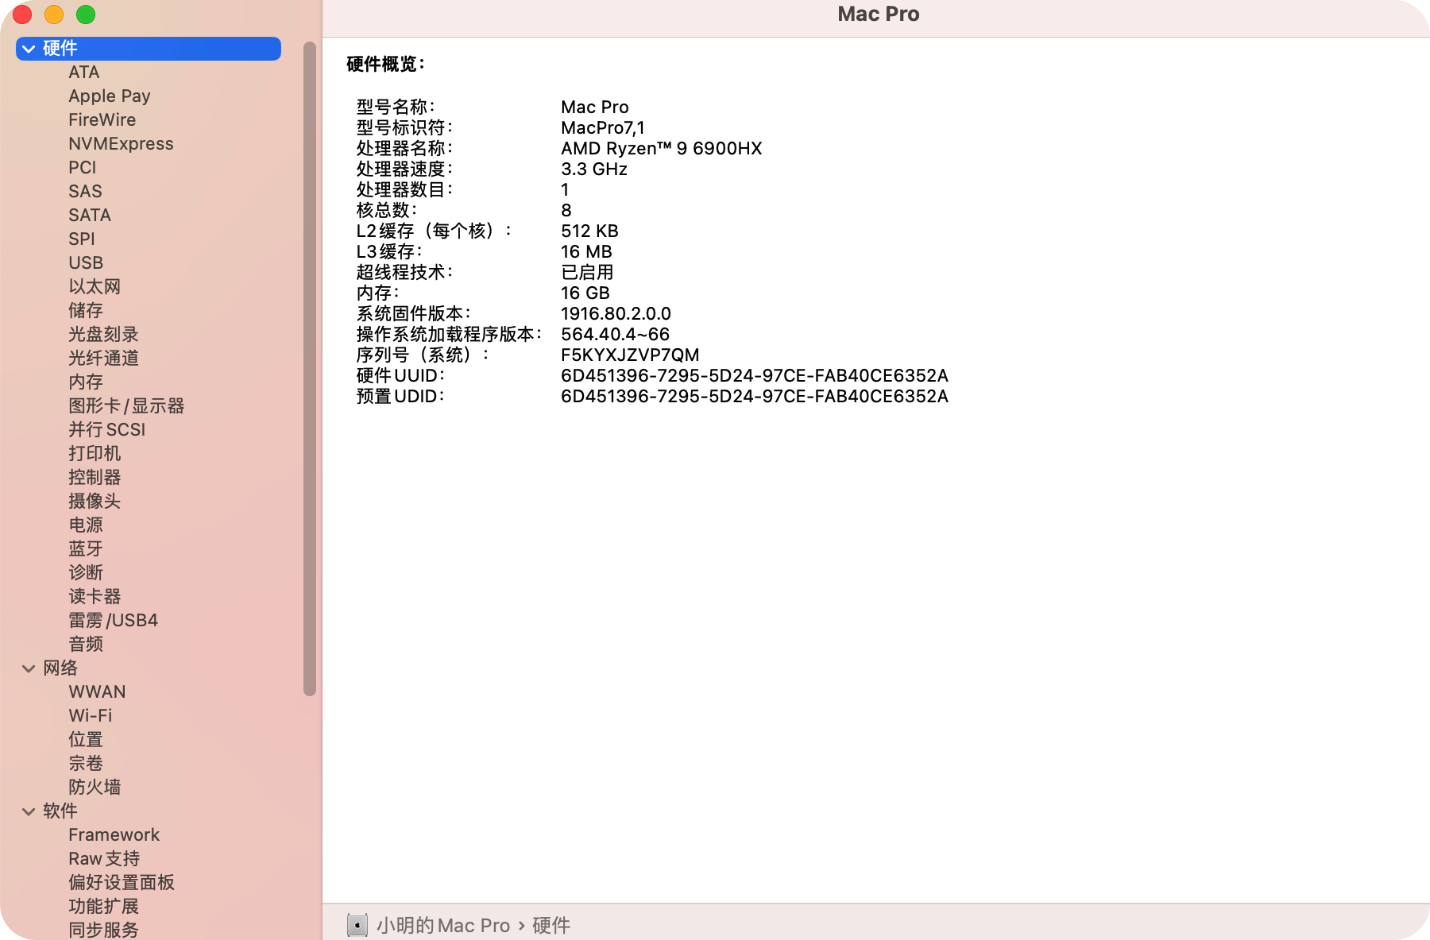 Mac Pro
硬件
ATA
Apple Pay
FireWire
NVMExpress
PCI
SAS
SATA
SPI
USB
以太网
储存
光盘刻录
光纤通道
内存
图形卡/显示器
并行SCSI
打印机
控制器
摄像头
电源
蓝牙
诊断
读卡器
雷雳/USB4
音频
网络
WWAN
Wi-Fi
位置
宗卷
防火墙
软件
Framework
Raw支持
偏好设置面板
功能扩展
同步服务
硬件概览：
型号名称： Mac Pro
型号标识符： MacPro7,1
处理器名称： AMD Ryzen™ 9 6900HX
处理器速度： 3.3 GHz
处理器数目： 1
核总数： 8
L2缓存（每个核）： 512 KB
L3缓存： 16 MB
超线程技术： 已启用
内存： 16 GB
系统固件版本： 1916.80.2.0.0
操作系统加载程序版本： 564.40.4~66
序列号（系统）： F5KYXJZVP7QM
硬件UUID： 6D451396-7295-5D24-97CE-FAB40CE6352A
预置UDID： 6D451396-7295-5D24-97CE-FAB40CE6352A
小明的Mac Pro › 硬件